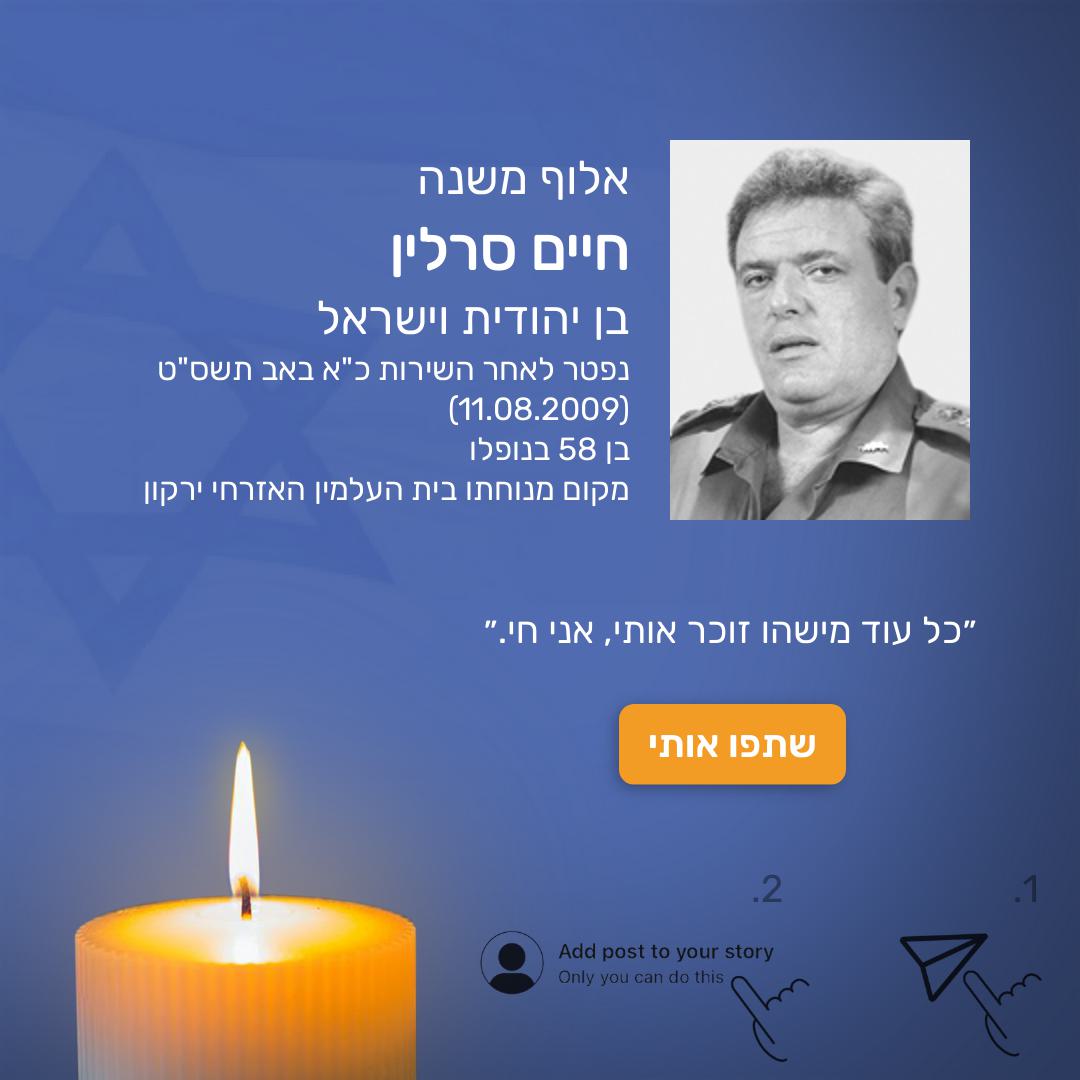 אלוף משנה
חיים סרלין
בן יהודית וישראל
נפטר לאחר השירות כ"א באב תשס"ט
(11.08.2009)
בן 58 בנופלו
מקום מנוחתו בית העלמין האזרחי ירקון
״כל עוד מישהו זוכר אותי, אני חי.״
שתפו אותי
1.
2.
Add post to your story
Only you can do this